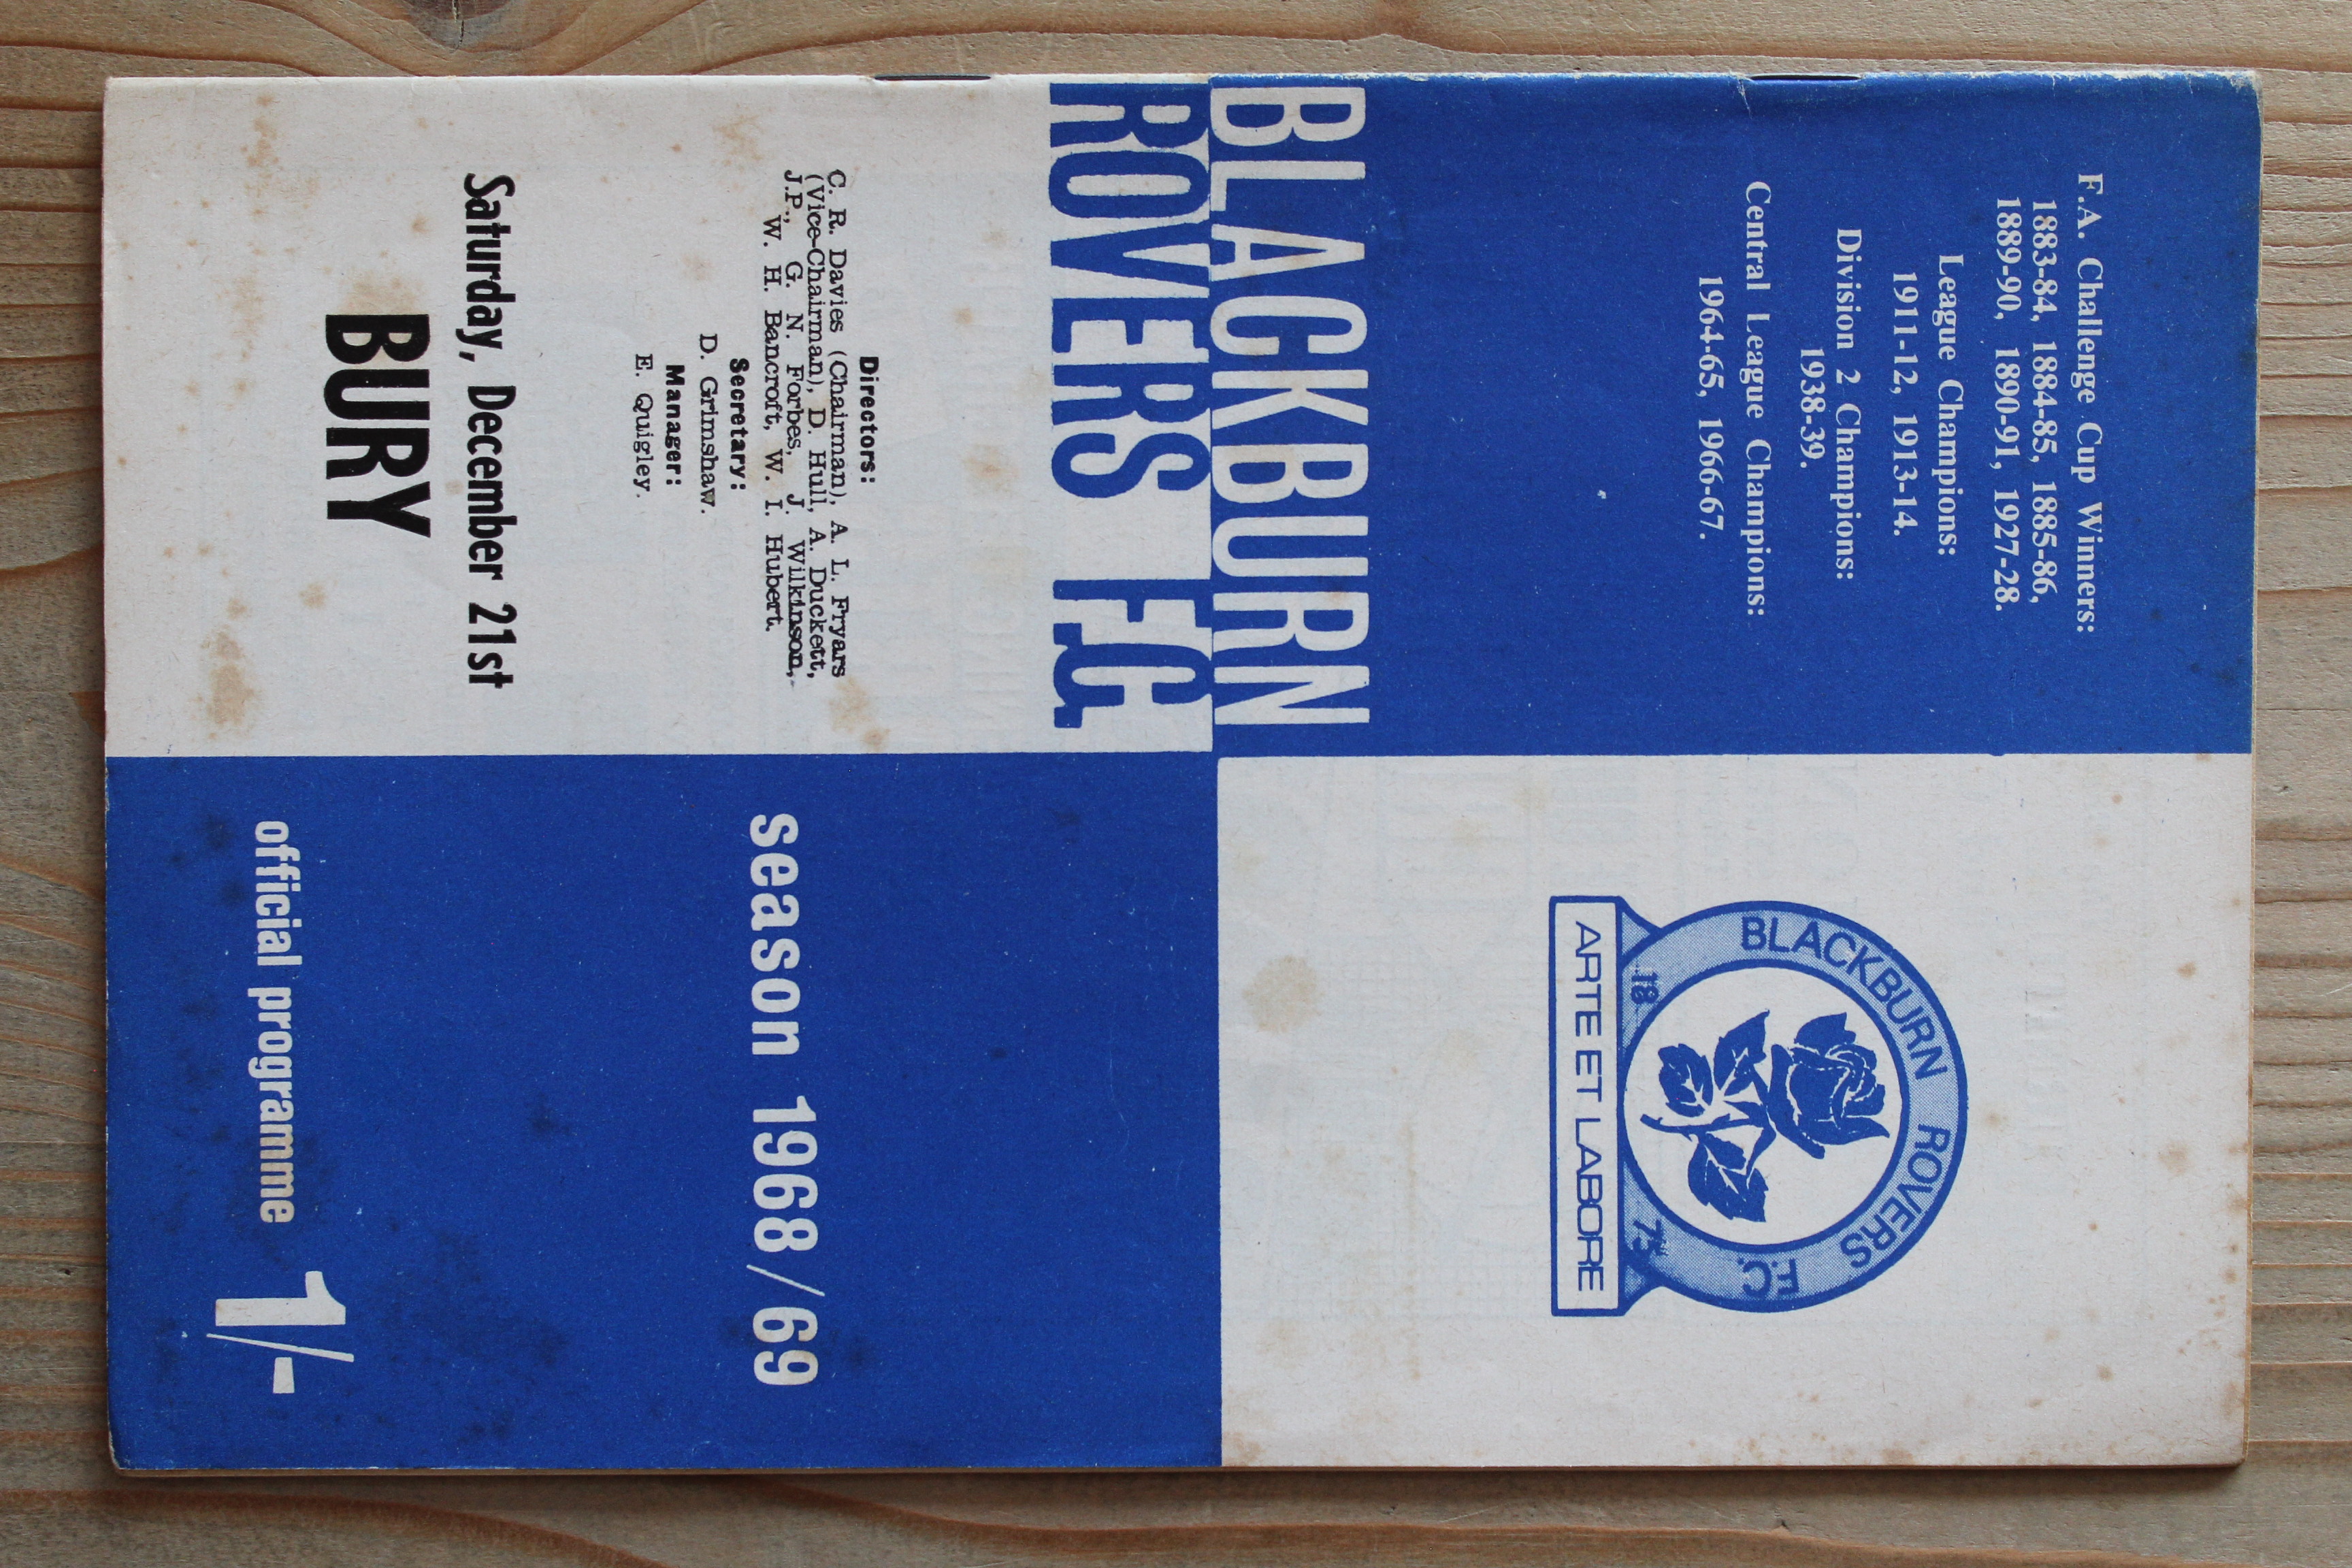 F.A. Challenge Cup Winners:
1883-84, 1884-85, 1885-86,
1889-90, 1890-91, 1927-28.
League Champions:
1911-12, 1913-14.
Division 2 Champions:
1938-39.
Central League Champions:
1964-65, 1966-67.
BLACKBURN ROVERS F.C.
18 75
ARTE ET LABORE
BLACKBURN
ROVERS F.C.
Directors:
C. R. Davies (Chairman), A. L. Fryars
(Vice-Chairman), D. Hull, A. Duckett,
J.P., G. N. Forbes, J. Wilkinson,
W. H. Bancroft, W. I. Hubert.
Secretary:
D. Grimshaw.
Manager:
E. Quigley.
Saturday, December 21st
BURY
season 1968/69
official programme 1/-